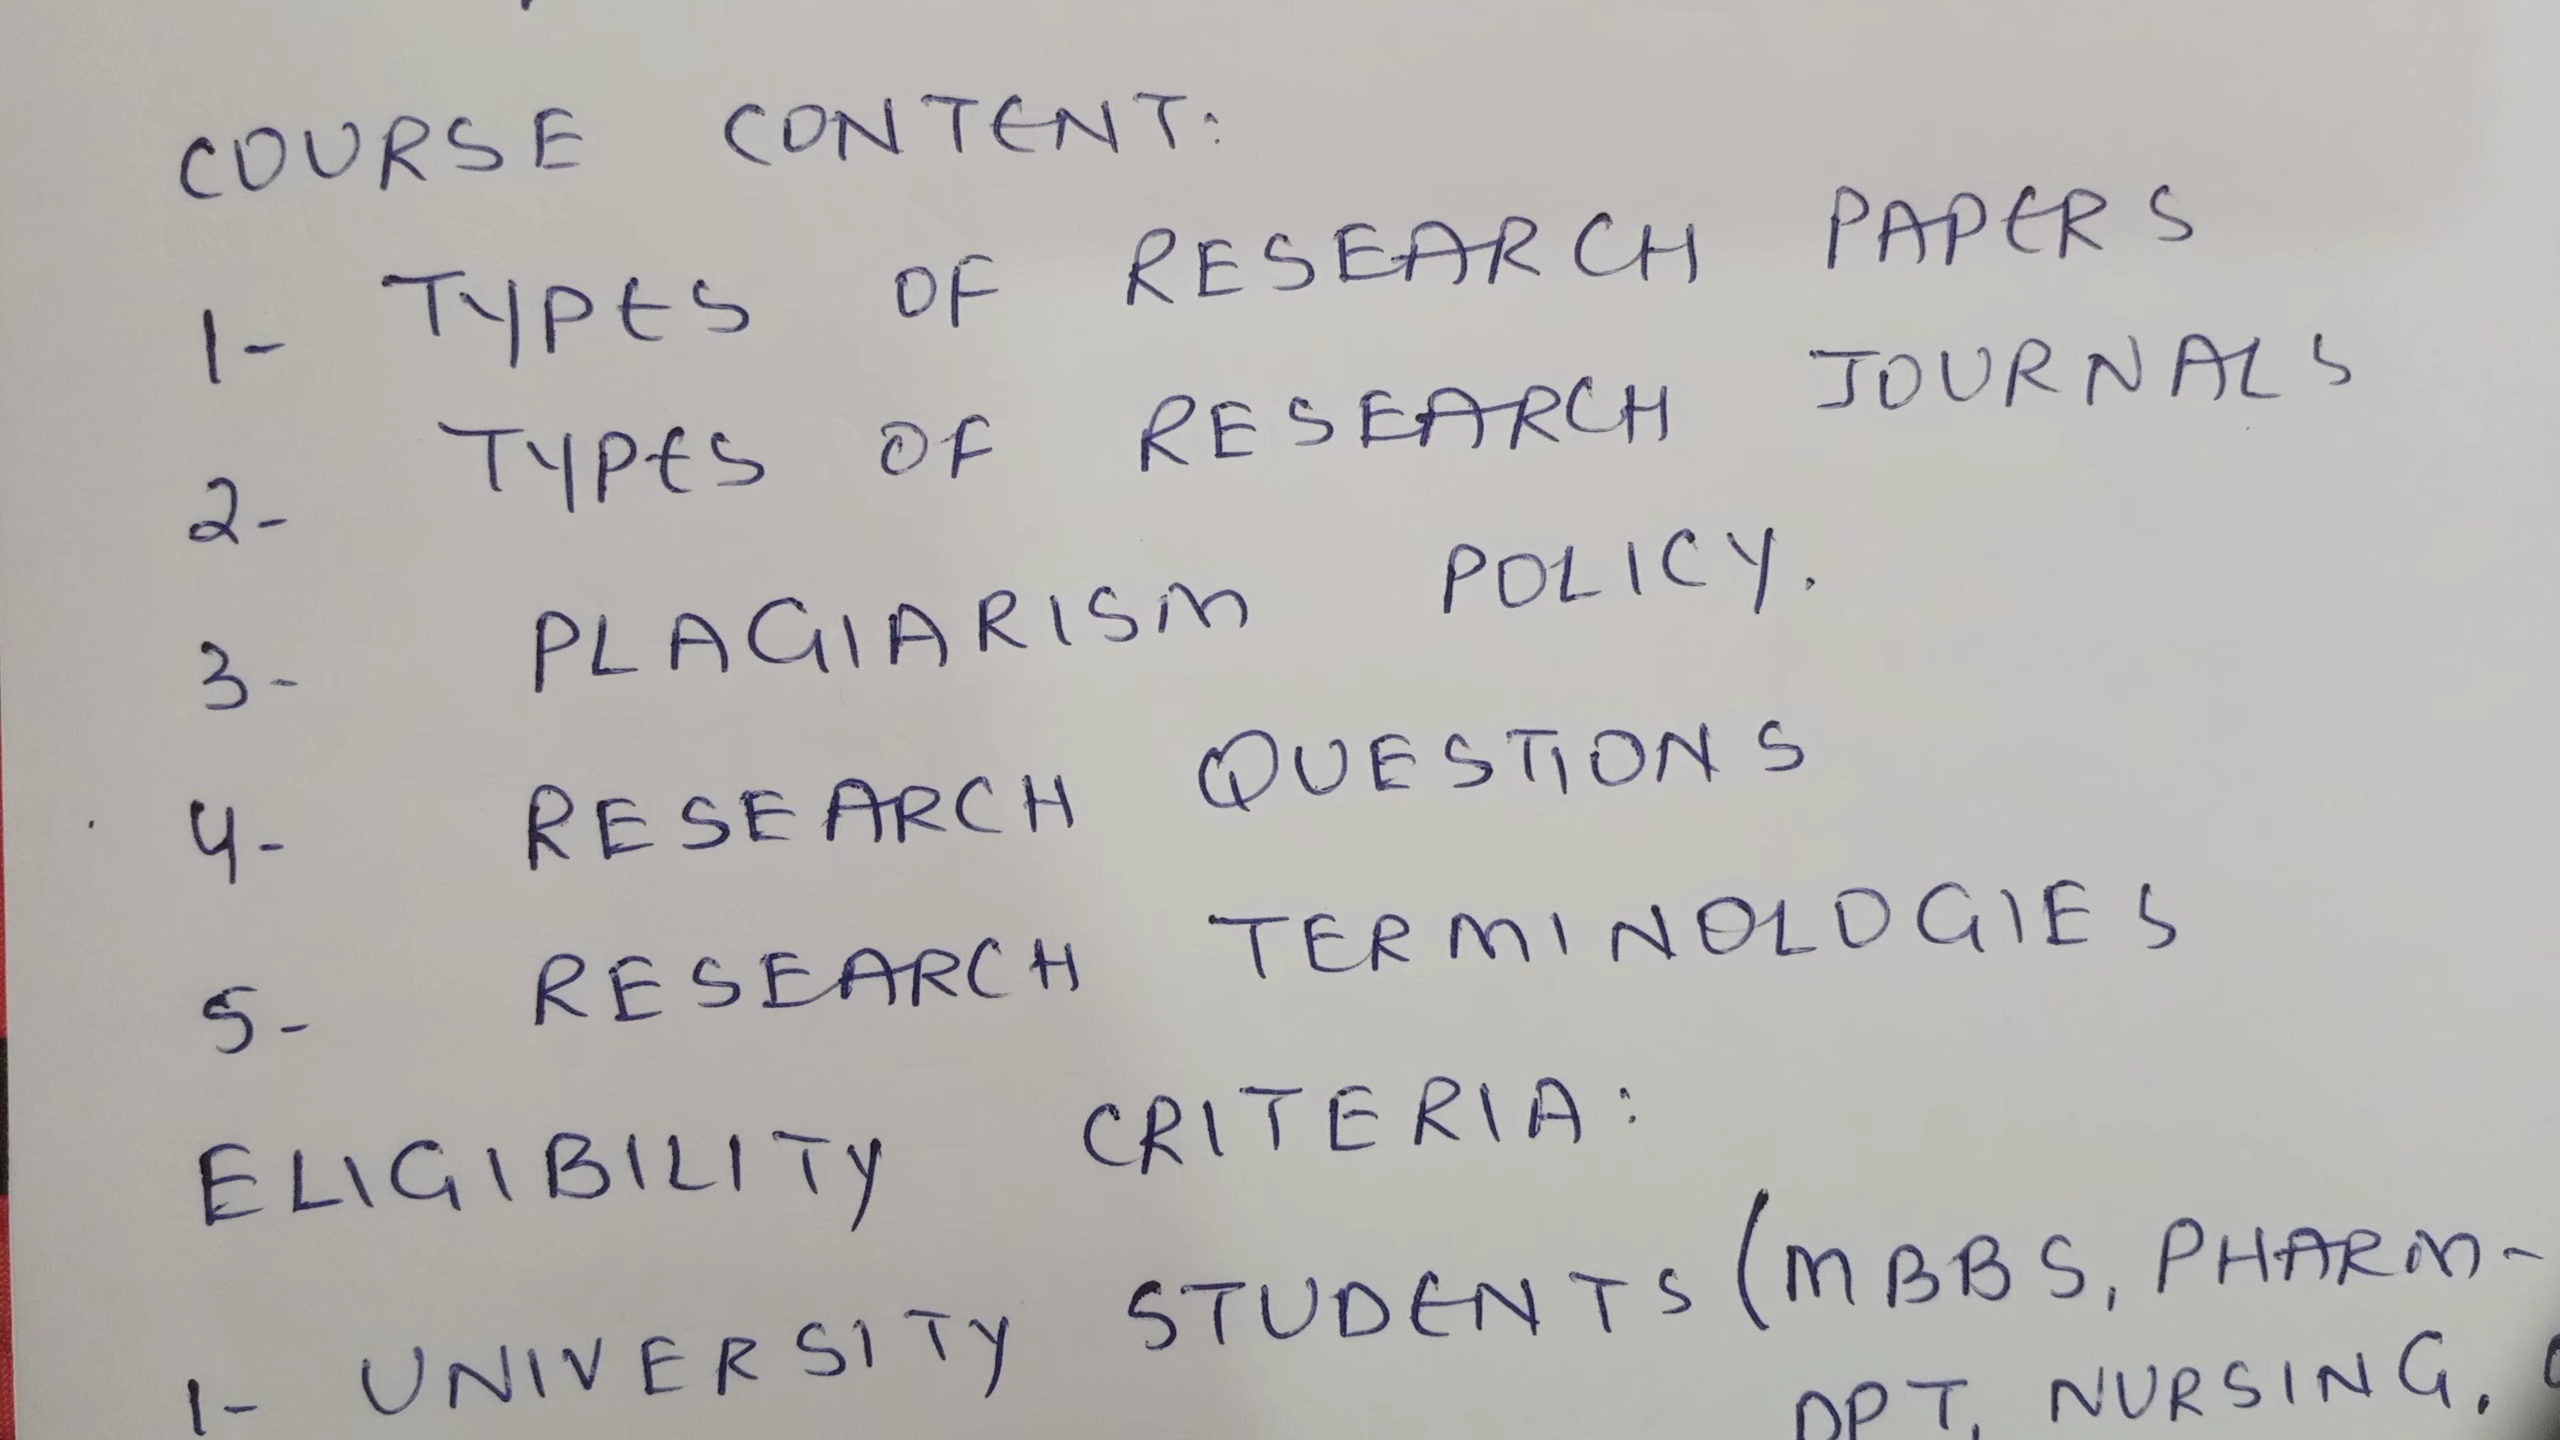 COURSE CONTENT:
1- TYPES OF RESEARCH PAPERS
2- TYPES OF RESEARCH JOURNALS
3- PLAGIARISM POLICY.
4- RESEARCH QUESTIONS
5- RESEARCH TERMINOLOGIES
ELIGIBILITY CRITERIA:
1- UNIVERSITY STUDENTS (MBBS, PHARM-
DPT, NURSING,